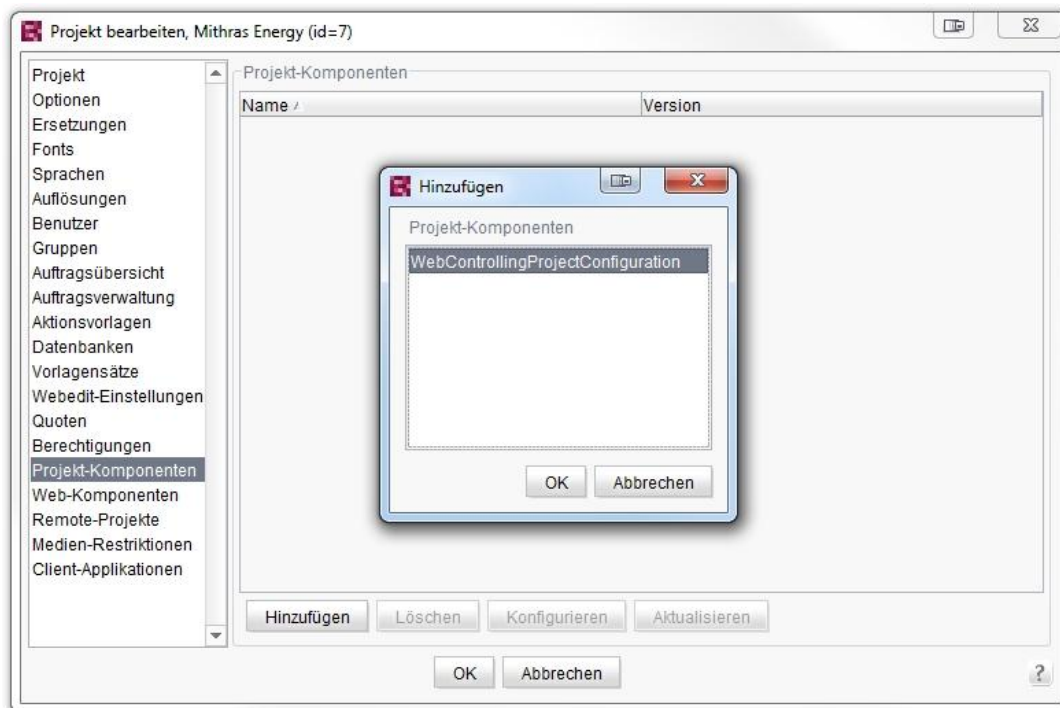 Projekt bearbeiten, Mithras Energy (id=7)
Projekt
Optionen
Ersetzungen
Fonts
Sprachen
Auflösungen
Benutzer
Gruppen
Auftragsübersicht
Auftragsverwaltung
Aktionsvorlagen
Datenbanken
Vorlagensätze
Webedit-Einstellungen
Quoten
Berechtigungen
Projekt-Komponenten
Web-Komponenten
Remote-Projekte
Medien-Restriktionen
Client-Applikationen
Projekt-Komponenten
Name
Version
Hinzufügen
Projekt-Komponenten
WebControllingProjectConfiguration
OK
Abbrechen
Hinzufügen
Löschen
Konfigurieren
Aktualisieren
OK
Abbrechen
?